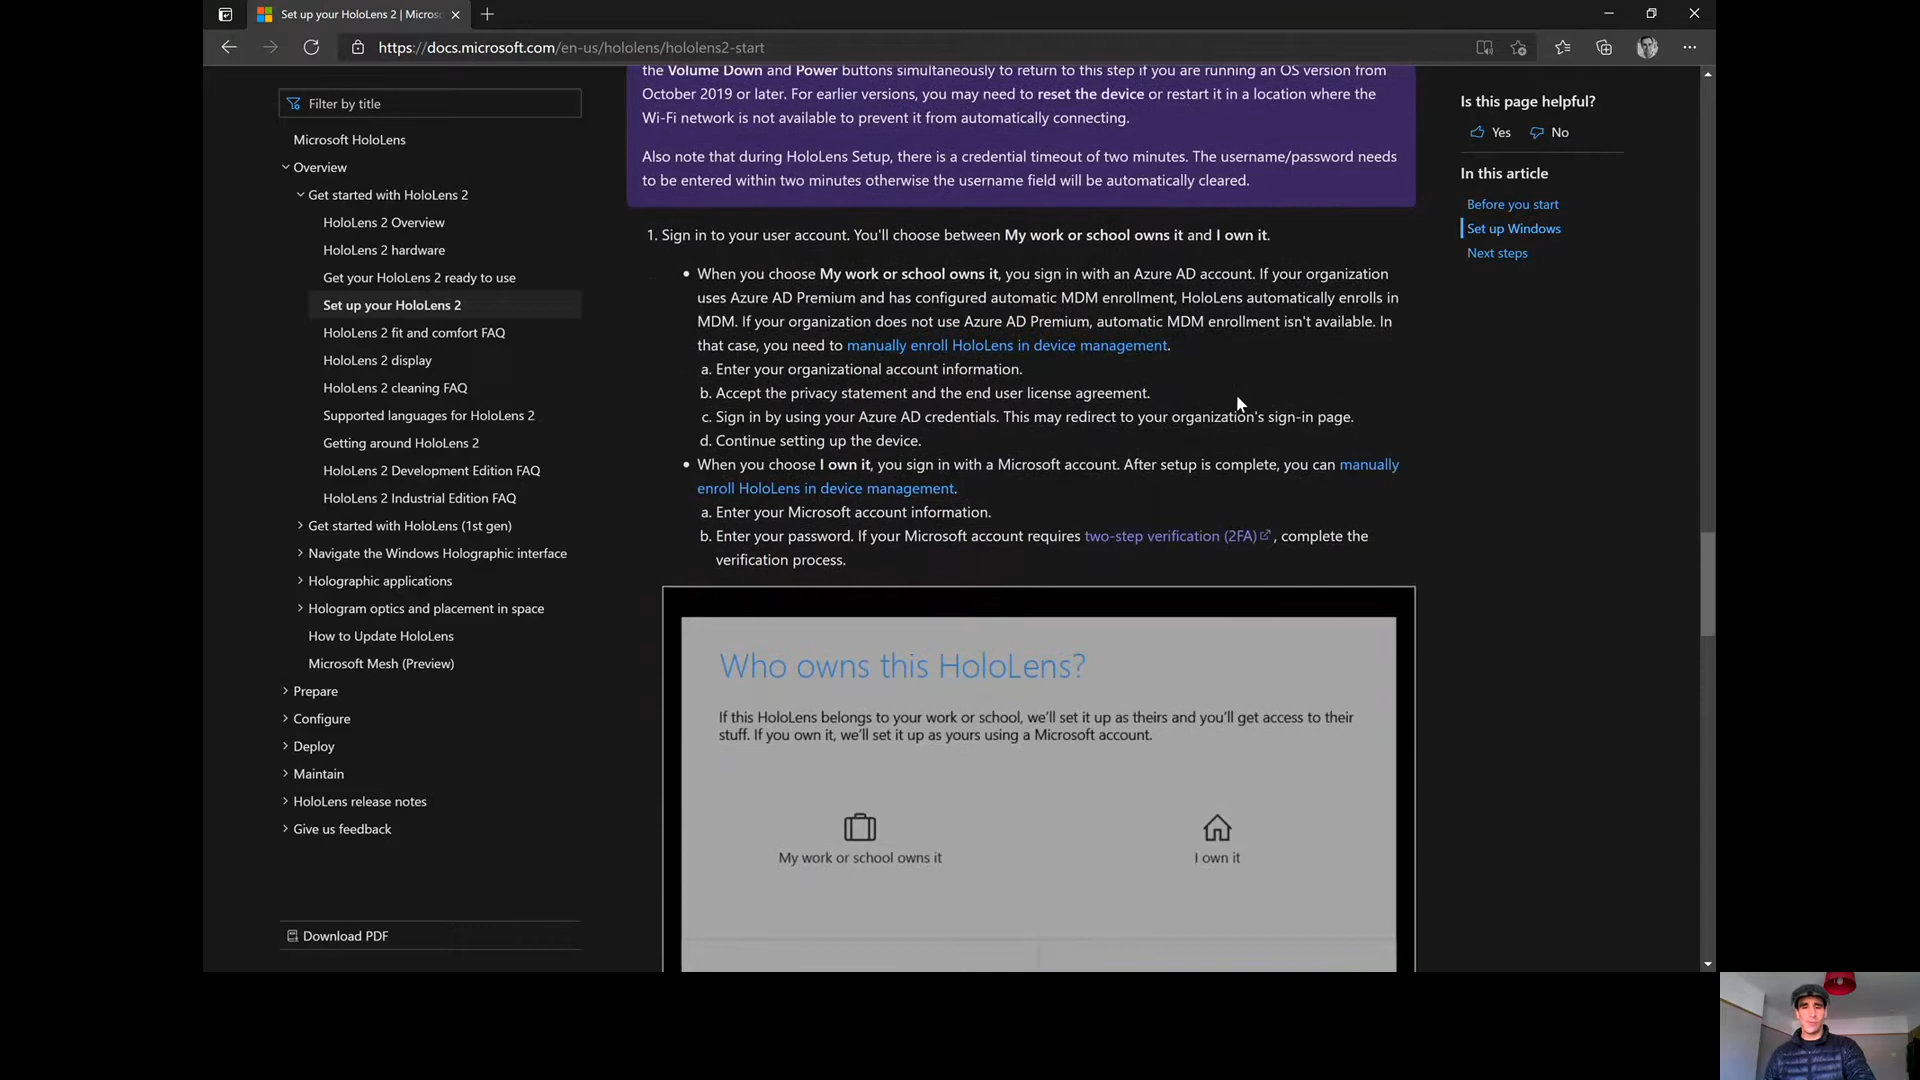 Set up your HoloLens 2 | Micros
https://docs.microsoft.com/en-us/hololens/hololens2-start
Filter by title
Microsoft HoloLens
Overview
Get started with HoloLens 2
HoloLens 2 Overview
HoloLens 2 hardware
Get your HoloLens 2 ready to use
Set up your HoloLens 2
HoloLens 2 fit and comfort FAQ
HoloLens 2 display
HoloLens 2 cleaning FAQ
Supported languages for HoloLens 2
Getting around HoloLens 2
HoloLens 2 Development Edition FAQ
HoloLens 2 Industrial Edition FAQ
Get started with HoloLens (1st gen)
Navigate the Windows Holographic interface
Holographic applications
Hologram optics and placement in space
How to Update HoloLens
Microsoft Mesh (Preview)
Prepare
Configure
Deploy
Maintain
HoloLens release notes
Give us feedback
Download PDF
the Volume Down and Power buttons simultaneously to return to this step if you are running an OS version from
October 2019 or later. For earlier versions, you may need to reset the device or restart it in a location where the
Wi-Fi network is not available to prevent it from automatically connecting.
Also note that during HoloLens Setup, there is a credential timeout of two minutes. The username/password needs
to be entered within two minutes otherwise the username field will be automatically cleared.
1. Sign in to your user account. You'll choose between My work or school owns it and I own it.
• When you choose My work or school owns it, you sign in with an Azure AD account. If your organization
uses Azure AD Premium and has configured automatic MDM enrollment, HoloLens automatically enrolls in
MDM. If your organization does not use Azure AD Premium, automatic MDM enrollment isn't available. In
that case, you need to manually enroll HoloLens in device management.
a. Enter your organizational account information.
b. Accept the privacy statement and the end user license agreement.
c. Sign in by using your Azure AD credentials. This may redirect to your organization's sign-in page.
d. Continue setting up the device.
• When you choose I own it, you sign in with a Microsoft account. After setup is complete, you can manually
enroll HoloLens in device management.
a. Enter your Microsoft account information.
b. Enter your password. If your Microsoft account requires two-step verification (2FA) , complete the
verification process.
Who owns this HoloLens?
If this HoloLens belongs to your work or school, we'll set it up as theirs and you'll get access to their
stuff. If you own it, we'll set it up as yours using a Microsoft account.
My work or school owns it
I own it
Is this page helpful?
Yes No
In this article
Before you start
Set up Windows
Next steps